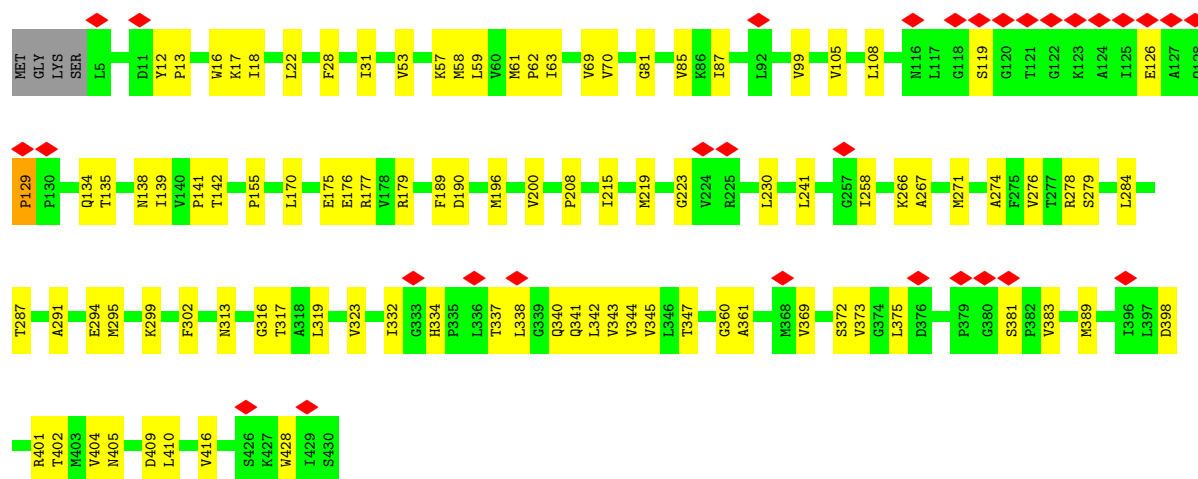 MET GLY LYS SER L5 D11 Y12 P13 W16 K17 I18 L22 F28 I31 V53 K57 M58 L59 V60 M61 P62 I63 V69 V70 G81 V85 K86 I87 L92 V99 V105 L108 N116 L117 G118 S119 G120 T121 G122 K123 A124 I125 E126 A127
P129 P130 Q134 T135 N138 I139 V140 P141 T142 P155 L170 E175 E176 R177 V178 R179 F189 D190 M196 V200 P208 I215 M219 G223 V224 R225 L230 L241 G257 I258 K266 A267 M271 A274 F275 V276 T277 R278 S279 L284
T287 A291 E294 M295 K299 F302 N313 G316 T317 A318 L319 V323 I332 G333 H334 P335 L336 T337 L338 G339 Q340 Q341 L342 V343 V344 V345 L346 T347 G360 A361 M368 V369 S372 V373 G374 L375 D376 P379 G380 S381 P382 V383 M389 I396 L397 D398
R401 T402 M403 V404 N405 D409 L410 V416 S426 K427 W428 I429 S430